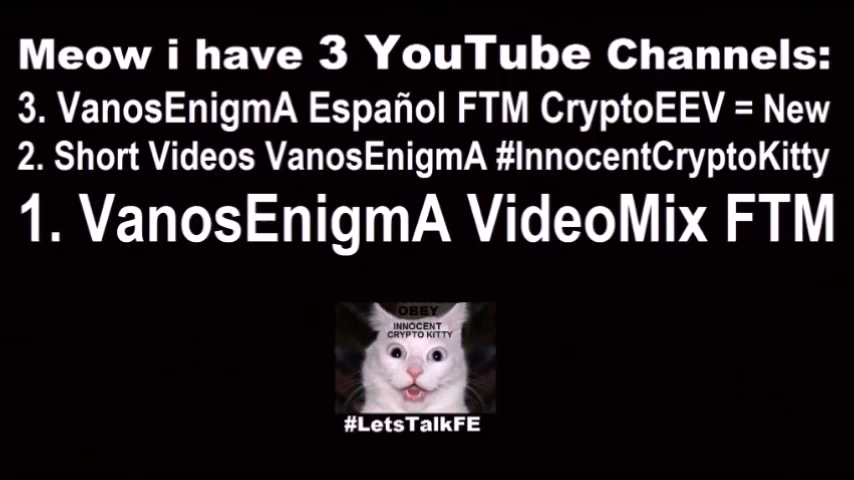 Meow i have 3 YouTube Channels:
3. VanosEnigmA Español FTM CryptoEEV = New
2. Short Videos VanosEnigmA #InnocentCryptoKitty
1. VanosEnigmA VideoMix FTM
OBEY
INNOCENT
CRYPTO KITTY
#LetsTalkFE